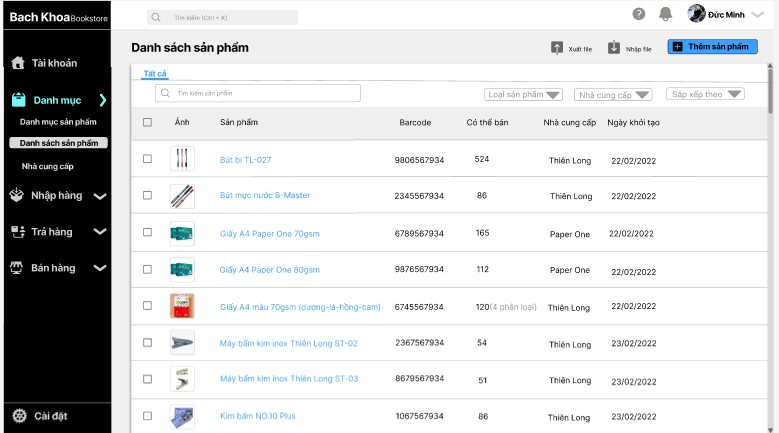 Bach Khoa Bookstore
Tìm kiếm (Ctrl + K)
Đức Minh
Danh sách sản phẩm
Xuất file
Nhập file
Thêm sản phẩm
Tài khoản
Danh mục
Danh mục sản phẩm
Danh sách sản phẩm
Nhà cung cấp
Nhập hàng
Trả hàng
Bán hàng
Cài đặt
Tất cả
Tìm kiếm sản phẩm
Loại sản phẩm
Nhà cung cấp
Sắp xếp theo
Ảnh Sản phẩm Barcode Có thể bán Nhà cung cấp Ngày khởi tạo
Bút bi TL-027 9806567934 524 Thiên Long 22/02/2022
Bút mực nước B-Master 2345567934 86 Thiên Long 22/02/2022
Giấy A4 Paper One 70gsm 6789567934 165 Paper One 22/02/2022
Giấy A4 Paper One 80gsm 9876567934 112 Paper One 22/02/2022
Giấy A4 màu 70gsm (dương-lá-hồng-cam) 6745567934 120(4 phân loại) Thiên Long 22/02/2022
Máy bấm kim inox Thiên Long ST-02 2367567934 54 Thiên Long 23/02/2022
Máy bấm kim inox Thiên Long ST-03 8679567934 51 Thiên Long 23/02/2022
Kim bấm NO.10 Plus 1067567934 86 Thiên Long 23/02/2022